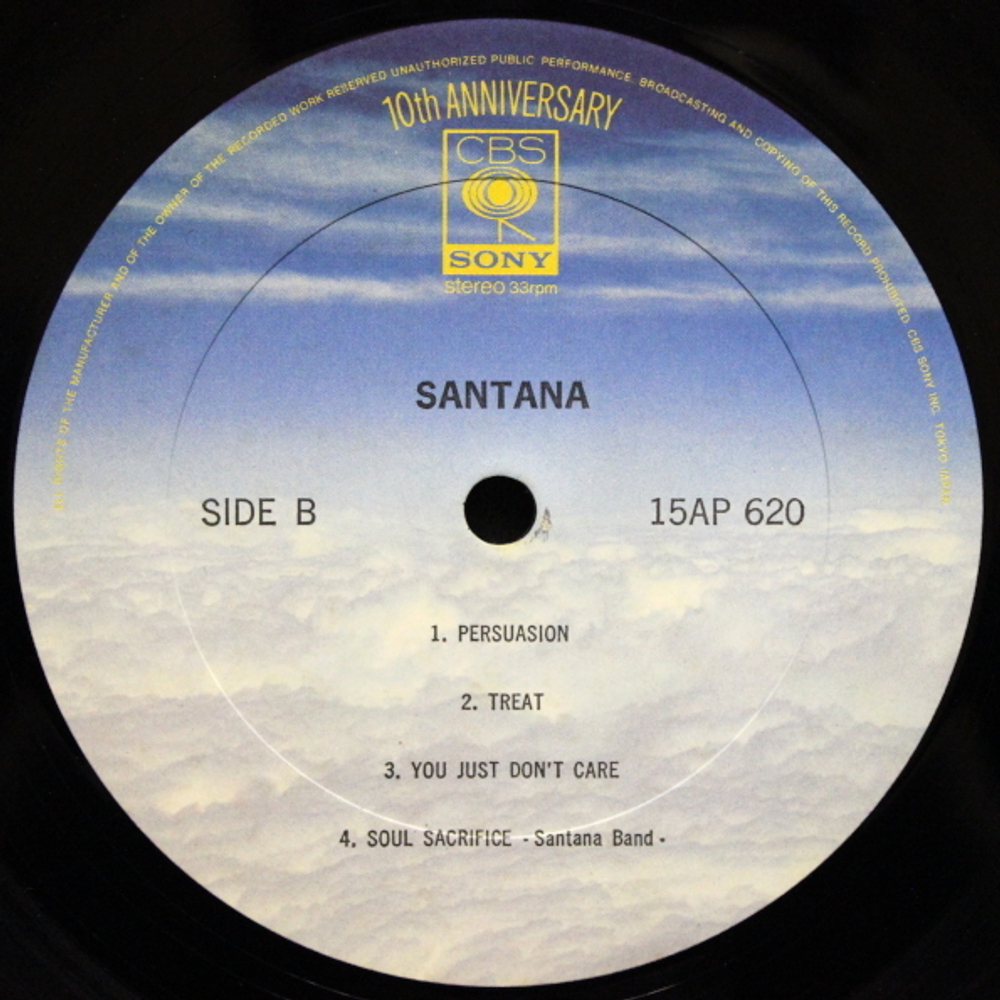 ALL RIGHTS OF THE MANUFACTURER AND OF THE OWNER OF THE RECORDED WORK RESERVED UNAUTHORIZED PUBLIC PERFORMANCE. BROADCASTING AND COPYING OF THIS RECORD PROHIBITED CBS SONY INC. TOKYO JAPAN
10th ANNIVERSARY
CBS
SONY
stereo 33rpm
SANTANA
SIDE B 15AP 620
1. PERSUASION
2. TREAT
3. YOU JUST DON'T CARE
4. SOUL SACRIFICE - Santana Band -